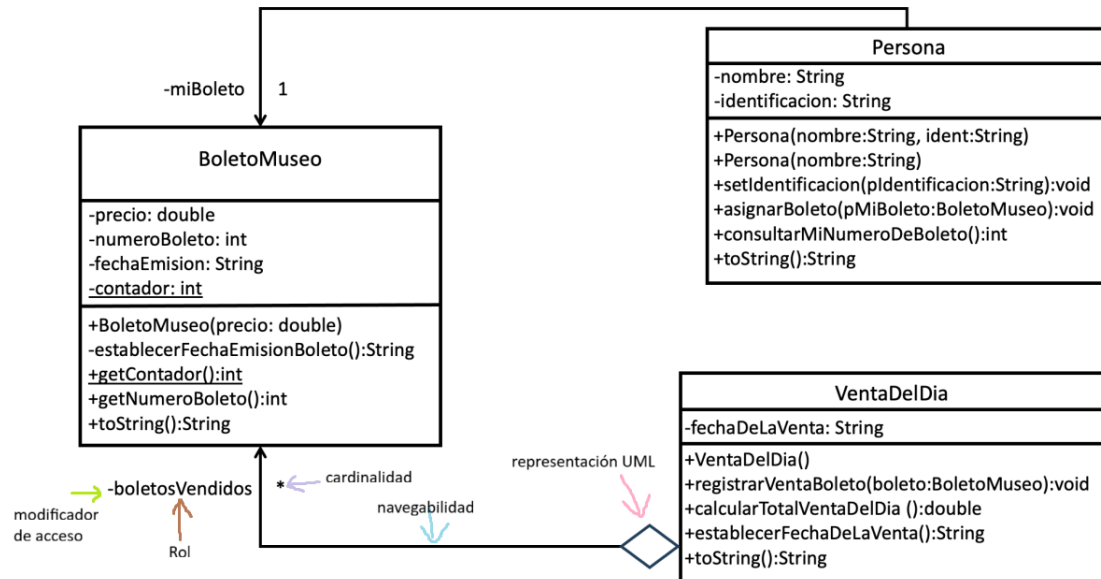 Persona
-nombre: String
-identificacion: String
+Persona(nombre:String, ident:String)
+Persona(nombre:String)
+setIdentificacion(pIdentificacion:String):void
+asignarBoleto(pMiBoleto:BoletoMuseo):void
+consultarMiNumeroDeBoleto():int
+toString():String
-miBoleto 1
BoletoMuseo
-precio: double
-numeroBoleto: int
-fechaEmision: String
-contador: int
+BoletoMuseo(precio: double)
-establecerFechaEmisionBoleto():String
+getContador():int
+getNumeroBoleto():int
+toString():String
-boletosVendidos *
cardinalidad
modificador
de acceso
Rol
navegabilidad
representación UML
VentaDelDia
-fechaDeLaVenta: String
+VentaDelDia()
+registrarVentaBoleto(boleto:BoletoMuseo):void
+calcularTotalVentaDelDia ():double
+establecerFechaDeLaVenta():String
+toString():String